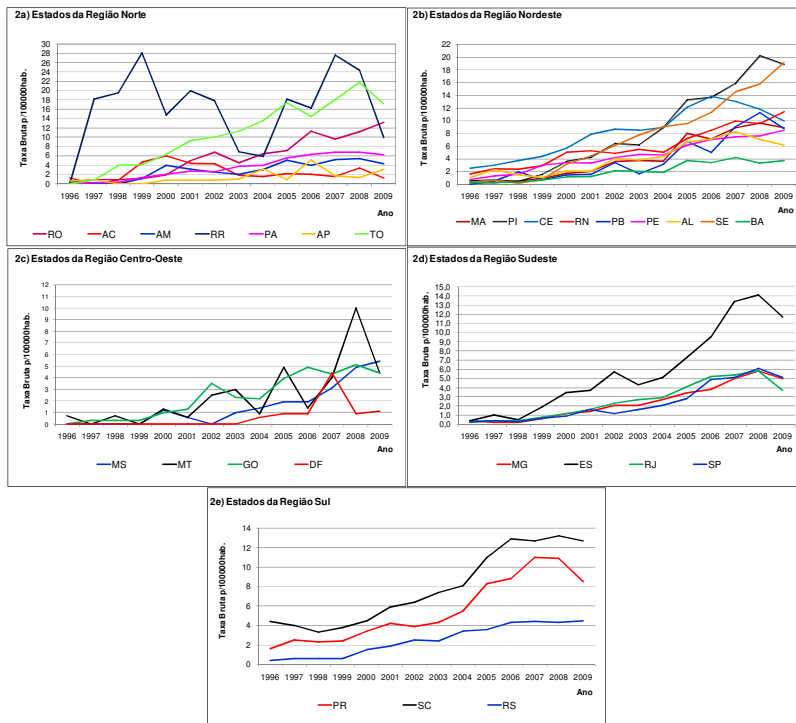 2a) Estados da Região Norte
Taxa Bruta p/100000hab.
30
28
26
24
22
20
18
16
14
12
10
8
6
4
2
0
1996 1997 1998 1999 2000 2001 2002 2003 2004 2005 2006 2007 2008 2009
Ano
RO AC AM RR PA AP TO
2b) Estados da Região Nordeste
Taxa Bruta p/100000hab.
22
20
18
16
14
12
10
8
6
4
2
0
1996 1997 1998 1999 2000 2001 2002 2003 2004 2005 2006 2007 2008 2009
Ano
MA PI CE RN PB PE AL SE BA
2c) Estados da Região Centro-Oeste
Taxa Bruta p/100000hab.
12
11
10
9
8
7
6
5
4
3
2
1
0
1996 1997 1998 1999 2000 2001 2002 2003 2004 2005 2006 2007 2008 2009
Ano
MS MT GO DF
2d) Estados da Região Sudeste
Taxa Bruta p/100000hab.
15,0
14,0
13,0
12,0
11,0
10,0
9,0
8,0
7,0
6,0
5,0
4,0
3,0
2,0
1,0
0,0
1996 1997 1998 1999 2000 2001 2002 2003 2004 2005 2006 2007 2008 2009
Ano
MG ES RJ SP
2e) Estados da Região Sul
Taxa Bruta p/100000hab.
14
12
10
8
6
4
2
0
1996 1997 1998 1999 2000 2001 2002 2003 2004 2005 2006 2007 2008 2009
Ano
PR SC RS